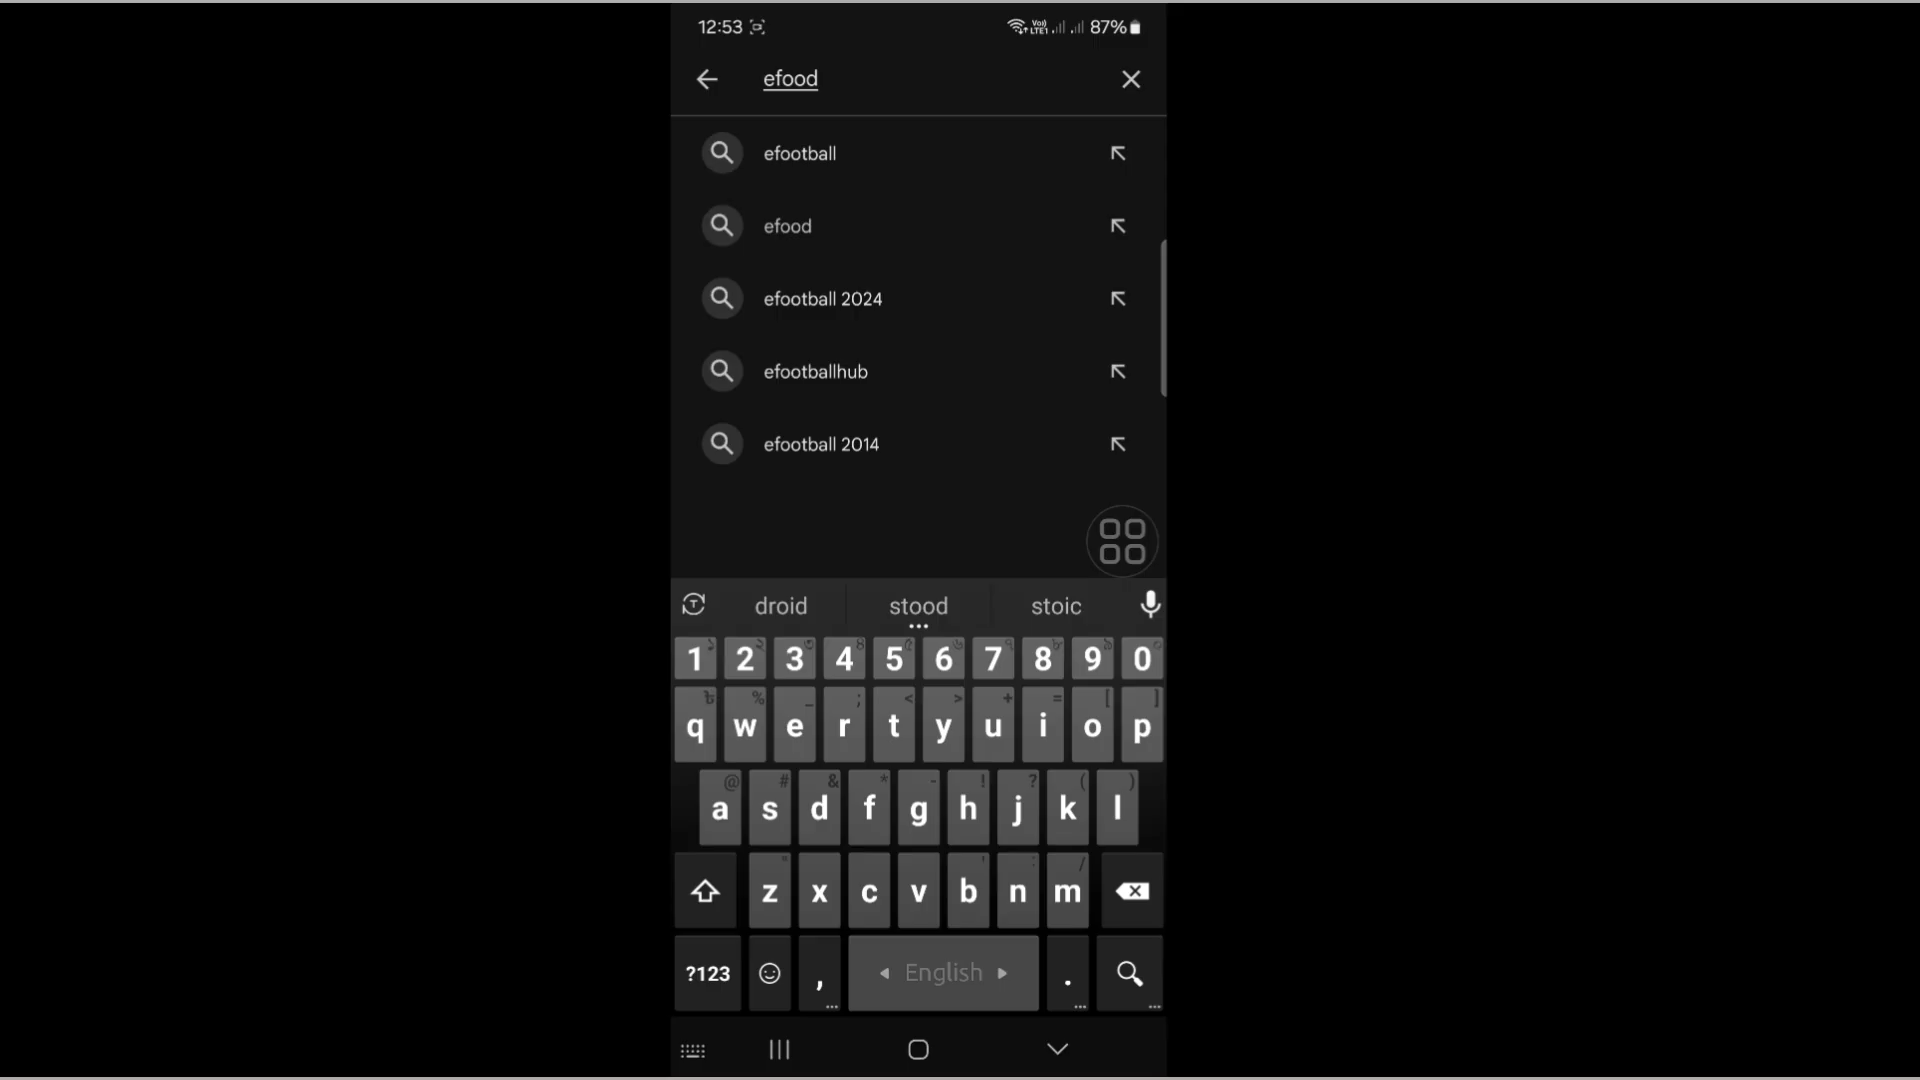 12:53 87%
efood
efootball
efood
efootball 2024
efootballhub
efootball 2014
droid stood stoic
1 2 3 4 5 6 7 8 9 0
q w e r t y u i o p
a s d f g h j k l
z x c v b n m
?123 , English .